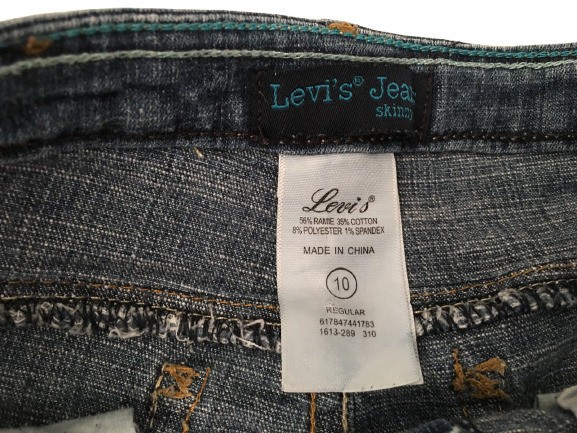 Levi's® Jea
skinn
Levi's®
56% RAMIE 35% COTTON
8% POLYESTER 1% SPANDEX
MADE IN CHINA
10
REGULAR
617847441783
1613-289 310